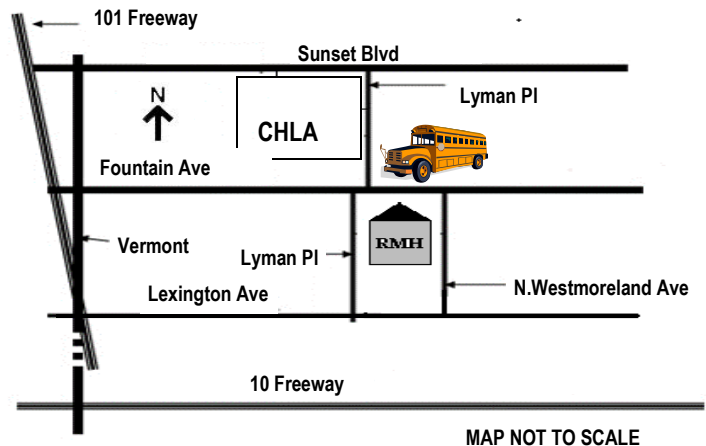 101 Freeway
Sunset Blvd
Lyman Pl
N
CHLA
Fountain Ave
Vermont
Lyman Pl
RMH
Lexington Ave
N.Westmoreland Ave
10 Freeway
MAP NOT TO SCALE